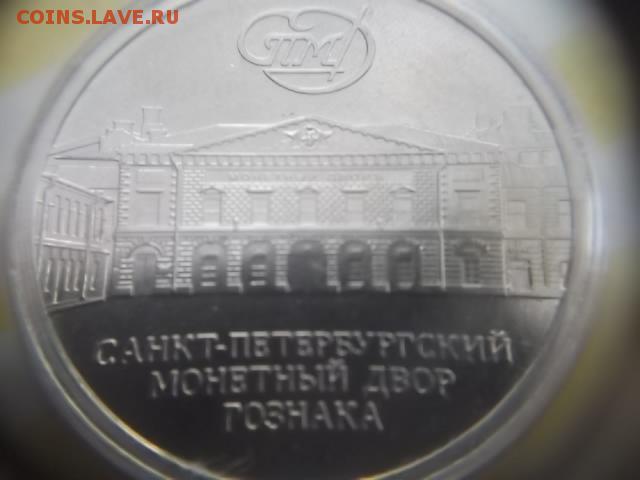 COINS.LAVE.RU
СПМД
САНКТ-ПЕТЕРБУРГСКИЙ
МОНЕТНЫЙ ДВОР
ГОЗНАКА